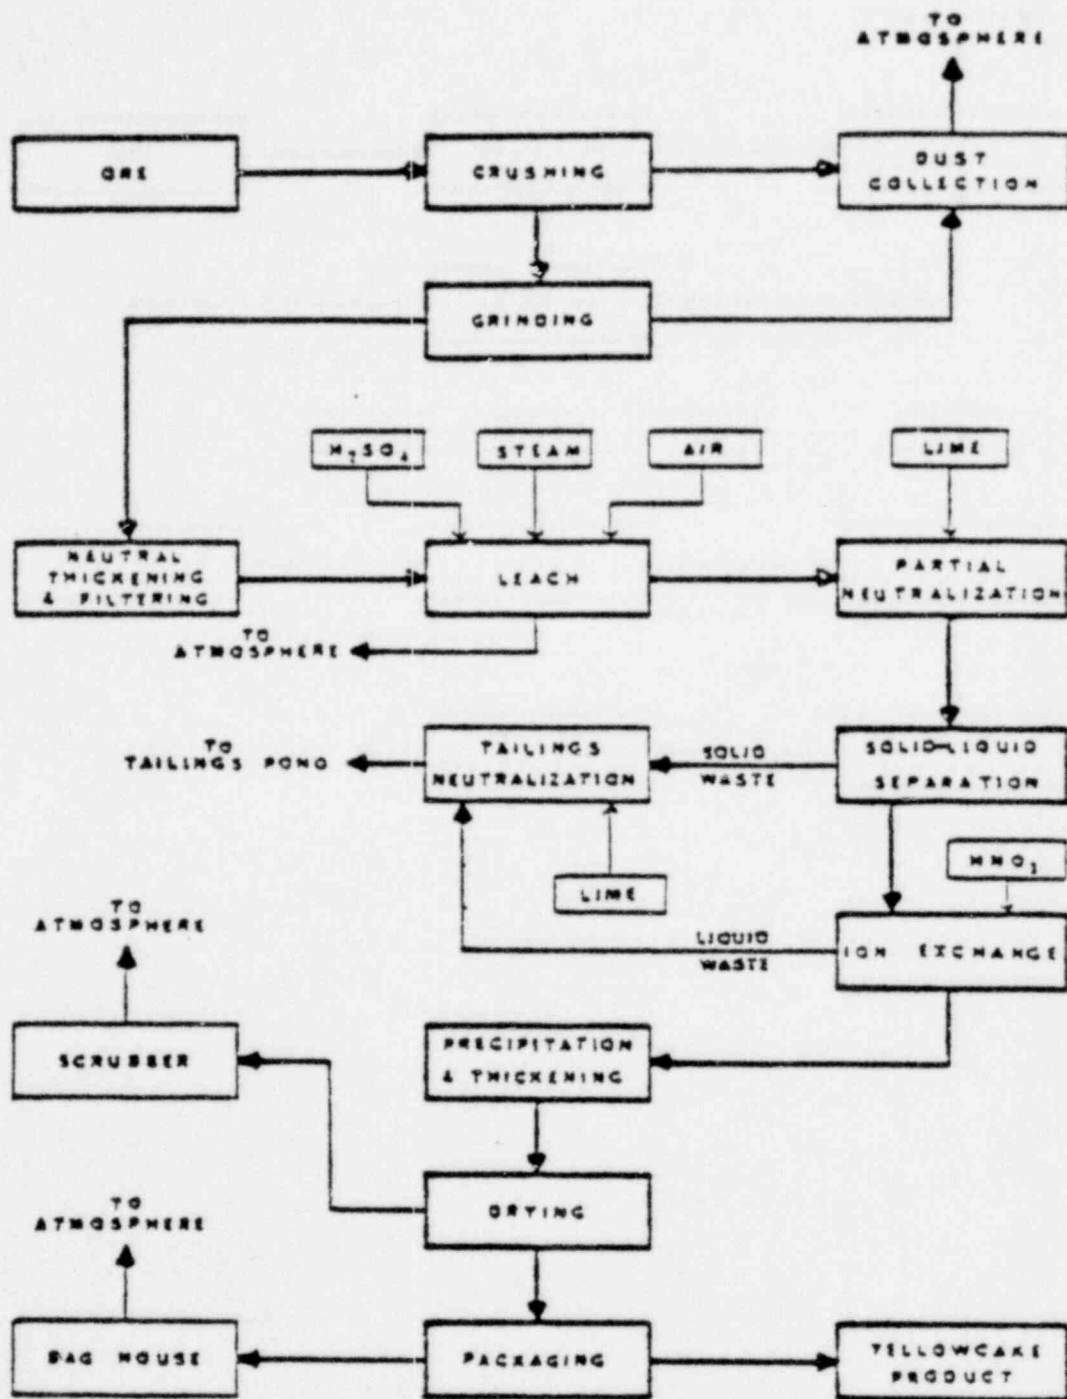 TO
ATMOSPHERE
ORE
CRUSHING
DUST
COLLECTION
GRINDING
H₂SO₄
STEAM
AIR
LIME
NEUTRAL
THICKENING
& FILTERING
LEACH
PARTIAL
NEUTRALIZATION
TO
ATMOSPHERE
TO
TAILINGS POND
TAILINGS
NEUTRALIZATION
SOLID
WASTE
SOLID-LIQUID
SEPARATION
HNO₃
LIME
TO
ATMOSPHERE
LIQUID
WASTE
ION EXCHANGE
SCRUBBER
PRECIPITATION
& THICKENING
DRYING
TO
ATMOSPHERE
BAG HOUSE
PACKAGING
YELLOWCAKE
PRODUCT